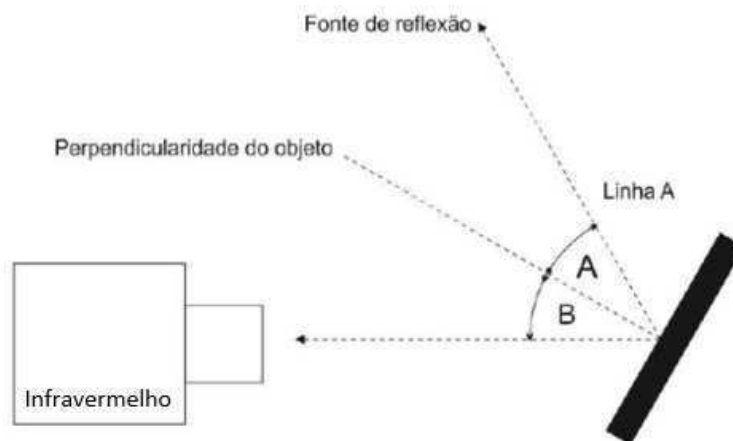 Fonte de reflexão
Perpendicularidade do objeto
Linha A
A
B
Infravermelho